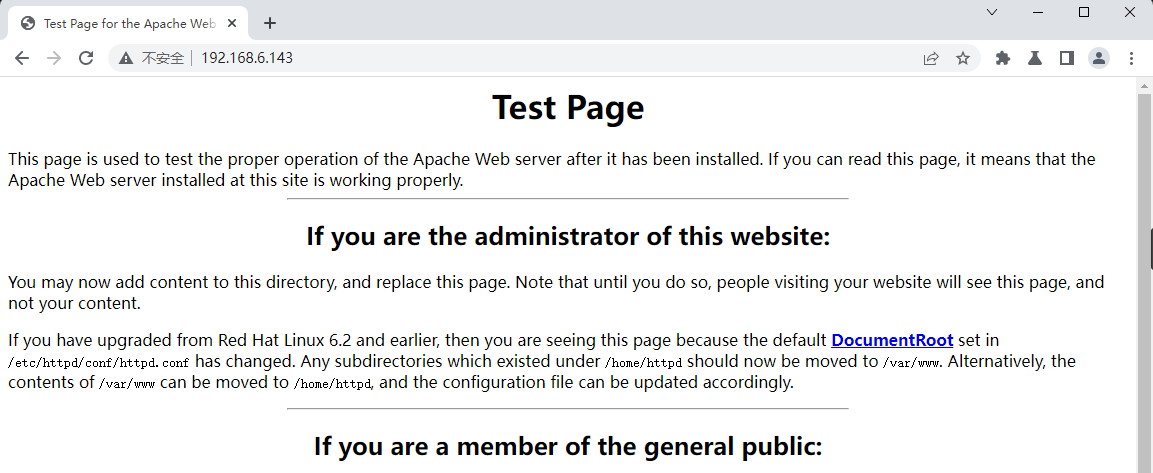 Test Page for the Apache Web
不安全 192.168.6.143
Test Page
This page is used to test the proper operation of the Apache Web server after it has been installed. If you can read this page, it means that the
Apache Web server installed at this site is working properly.
If you are the administrator of this website:
You may now add content to this directory, and replace this page. Note that until you do so, people visiting your website will see this page, and
not your content.
If you have upgraded from Red Hat Linux 6.2 and earlier, then you are seeing this page because the default DocumentRoot set in
/etc/httpd/conf/httpd.conf has changed. Any subdirectories which existed under /home/httpd should now be moved to /var/www. Alternatively, the
contents of /var/www can be moved to /home/httpd, and the configuration file can be updated accordingly.
If you are a member of the general public: